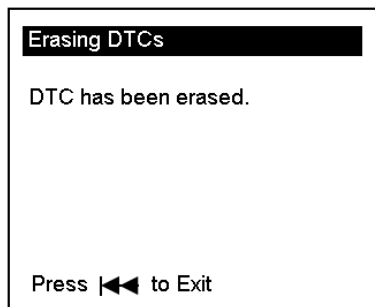 Erasing DTCs
DTC has been erased.
Press |◀◀ to Exit